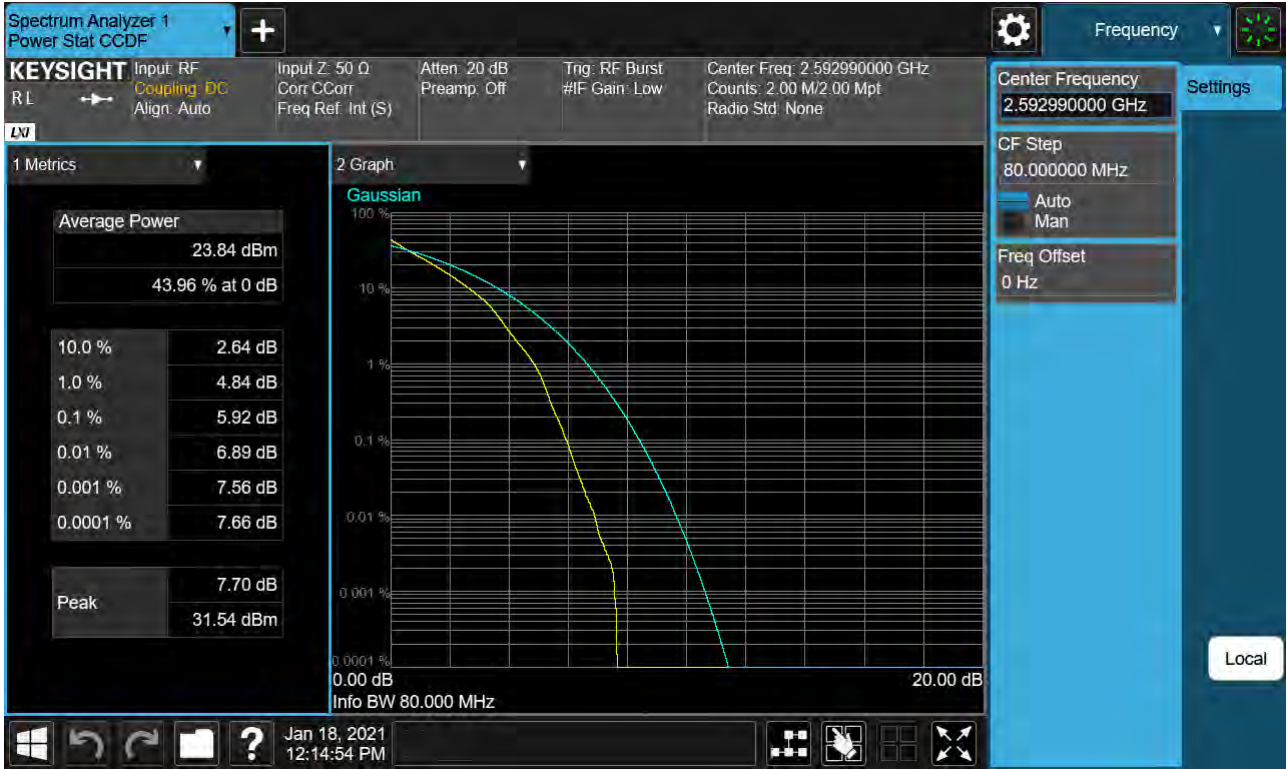 Spectrum Analyzer 1
Power Stat CCDF
Frequency
KEYSIGHT
R L
LXI
Input: RF
Coupling: DC
Align: Auto
Input Z: 50 Ω
Corr CCorr
Freq Ref: Int (S)
Atten: 20 dB
Preamp: Off
Trig: RF Burst
#IF Gain: Low
Center Freq: 2.592990000 GHz
Counts: 2.00 M/2.00 Mpt
Radio Std: None
Center Frequency
2.592990000 GHz
Settings
CF Step
80.000000 MHz
Auto
Man
Freq Offset
0 Hz
1 Metrics
Average Power
23.84 dBm
43.96 % at 0 dB
10.0 % 2.64 dB
1.0 % 4.84 dB
0.1 % 5.92 dB
0.01 % 6.89 dB
0.001 % 7.56 dB
0.0001 % 7.66 dB
Peak
7.70 dB
31.54 dBm
2 Graph
Gaussian
100 %
10 %
1 %
0.1 %
0.01 %
0.001 %
0.0001 %
0.00 dB 20.00 dB
Info BW 80.000 MHz
Local
?
Jan 18, 2021
12:14:54 PM